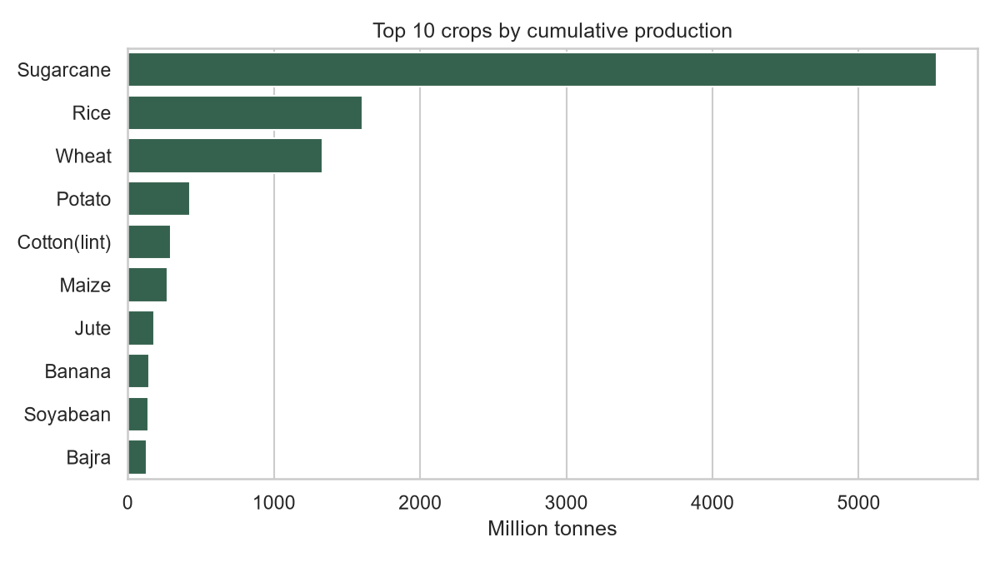 Top 10 crops by cumulative production
Sugarcane
Rice
Wheat
Potato
Cotton(lint)
Maize
Jute
Banana
Soyabean
Bajra
0 1000 2000 3000 4000 5000
Million tonnes